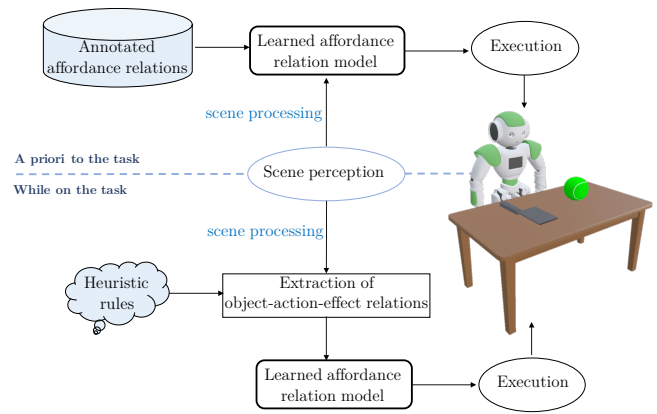 Annotated
affordance relations
Learned affordance
relation model
Execution
scene processing
A priori to the task
Scene perception
While on the task
scene processing
Heuristic
rules
Extraction of
object-action-effect relations
Learned affordance
relation model
Execution